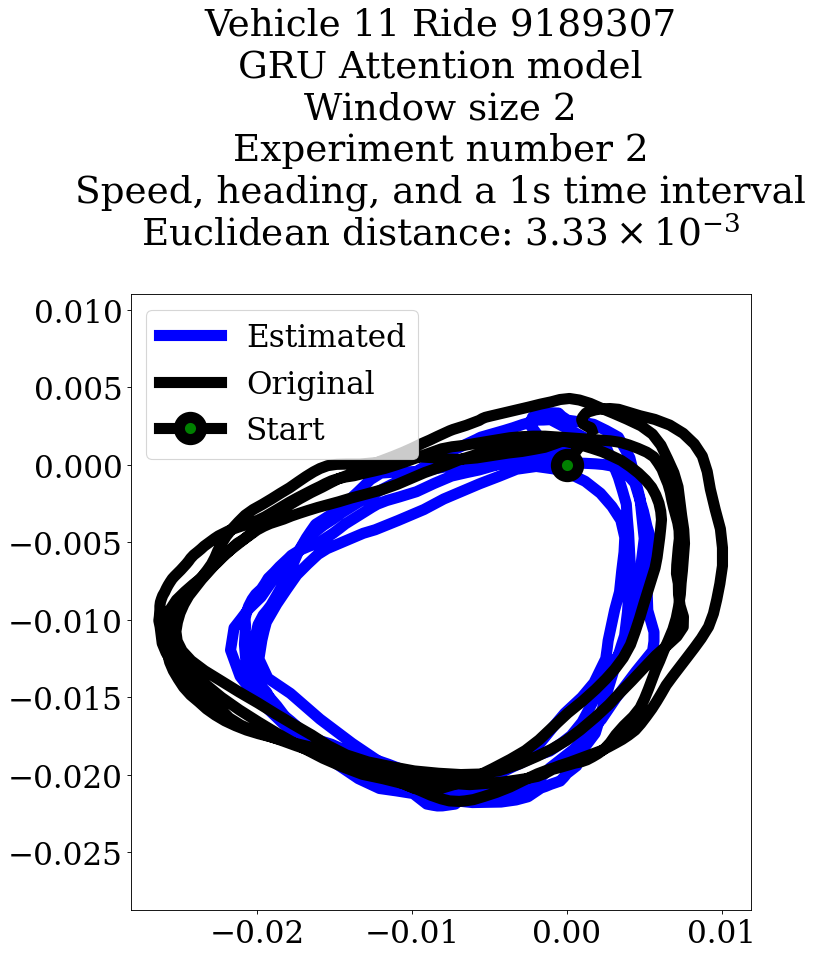 Vehicle 11 Ride 9189307
GRU Attention model
Window size 2
Experiment number 2
Speed, heading, and a 1s time interval
Euclidean distance: 3.33 × 10⁻³
0.010
0.005
0.000
−0.005
−0.010
−0.015
−0.020
−0.025
Estimated
Original
Start
−0.02
−0.01
0.00
0.01